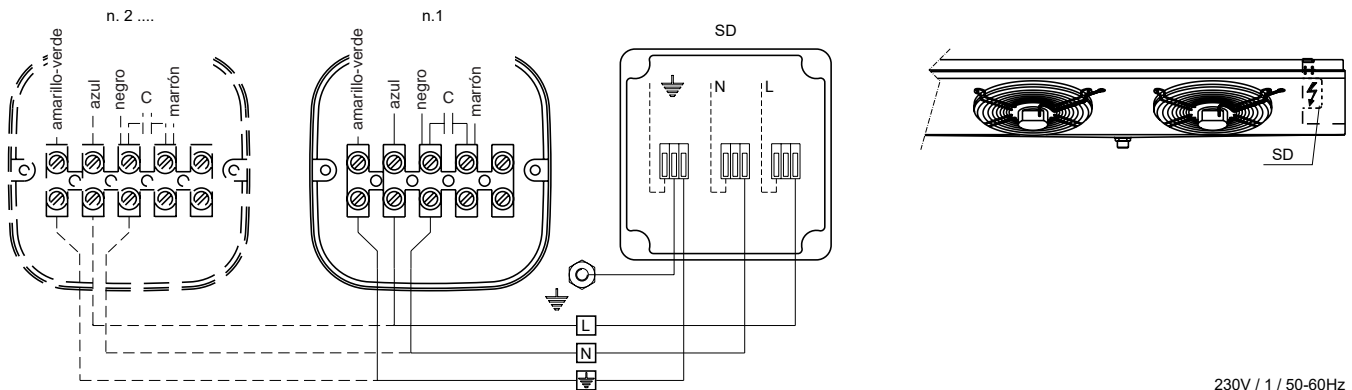 n. 2 ....
amarillo-verde
azul
negro
C
marrón
n.1
amarillo-verde
azul
negro
C
marrón
SD
N
L
L
N
SD
230V / 1 / 50-60Hz